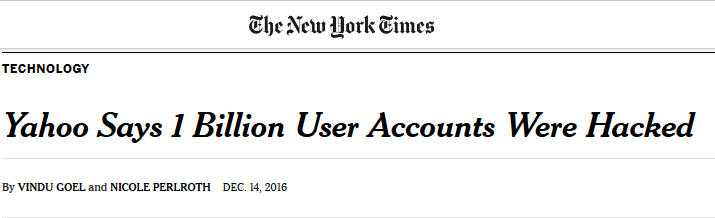 The New York Times
TECHNOLOGY
Yahoo Says 1 Billion User Accounts Were Hacked
By VINDU GOEL and NICOLE PERLROTH DEC. 14, 2016